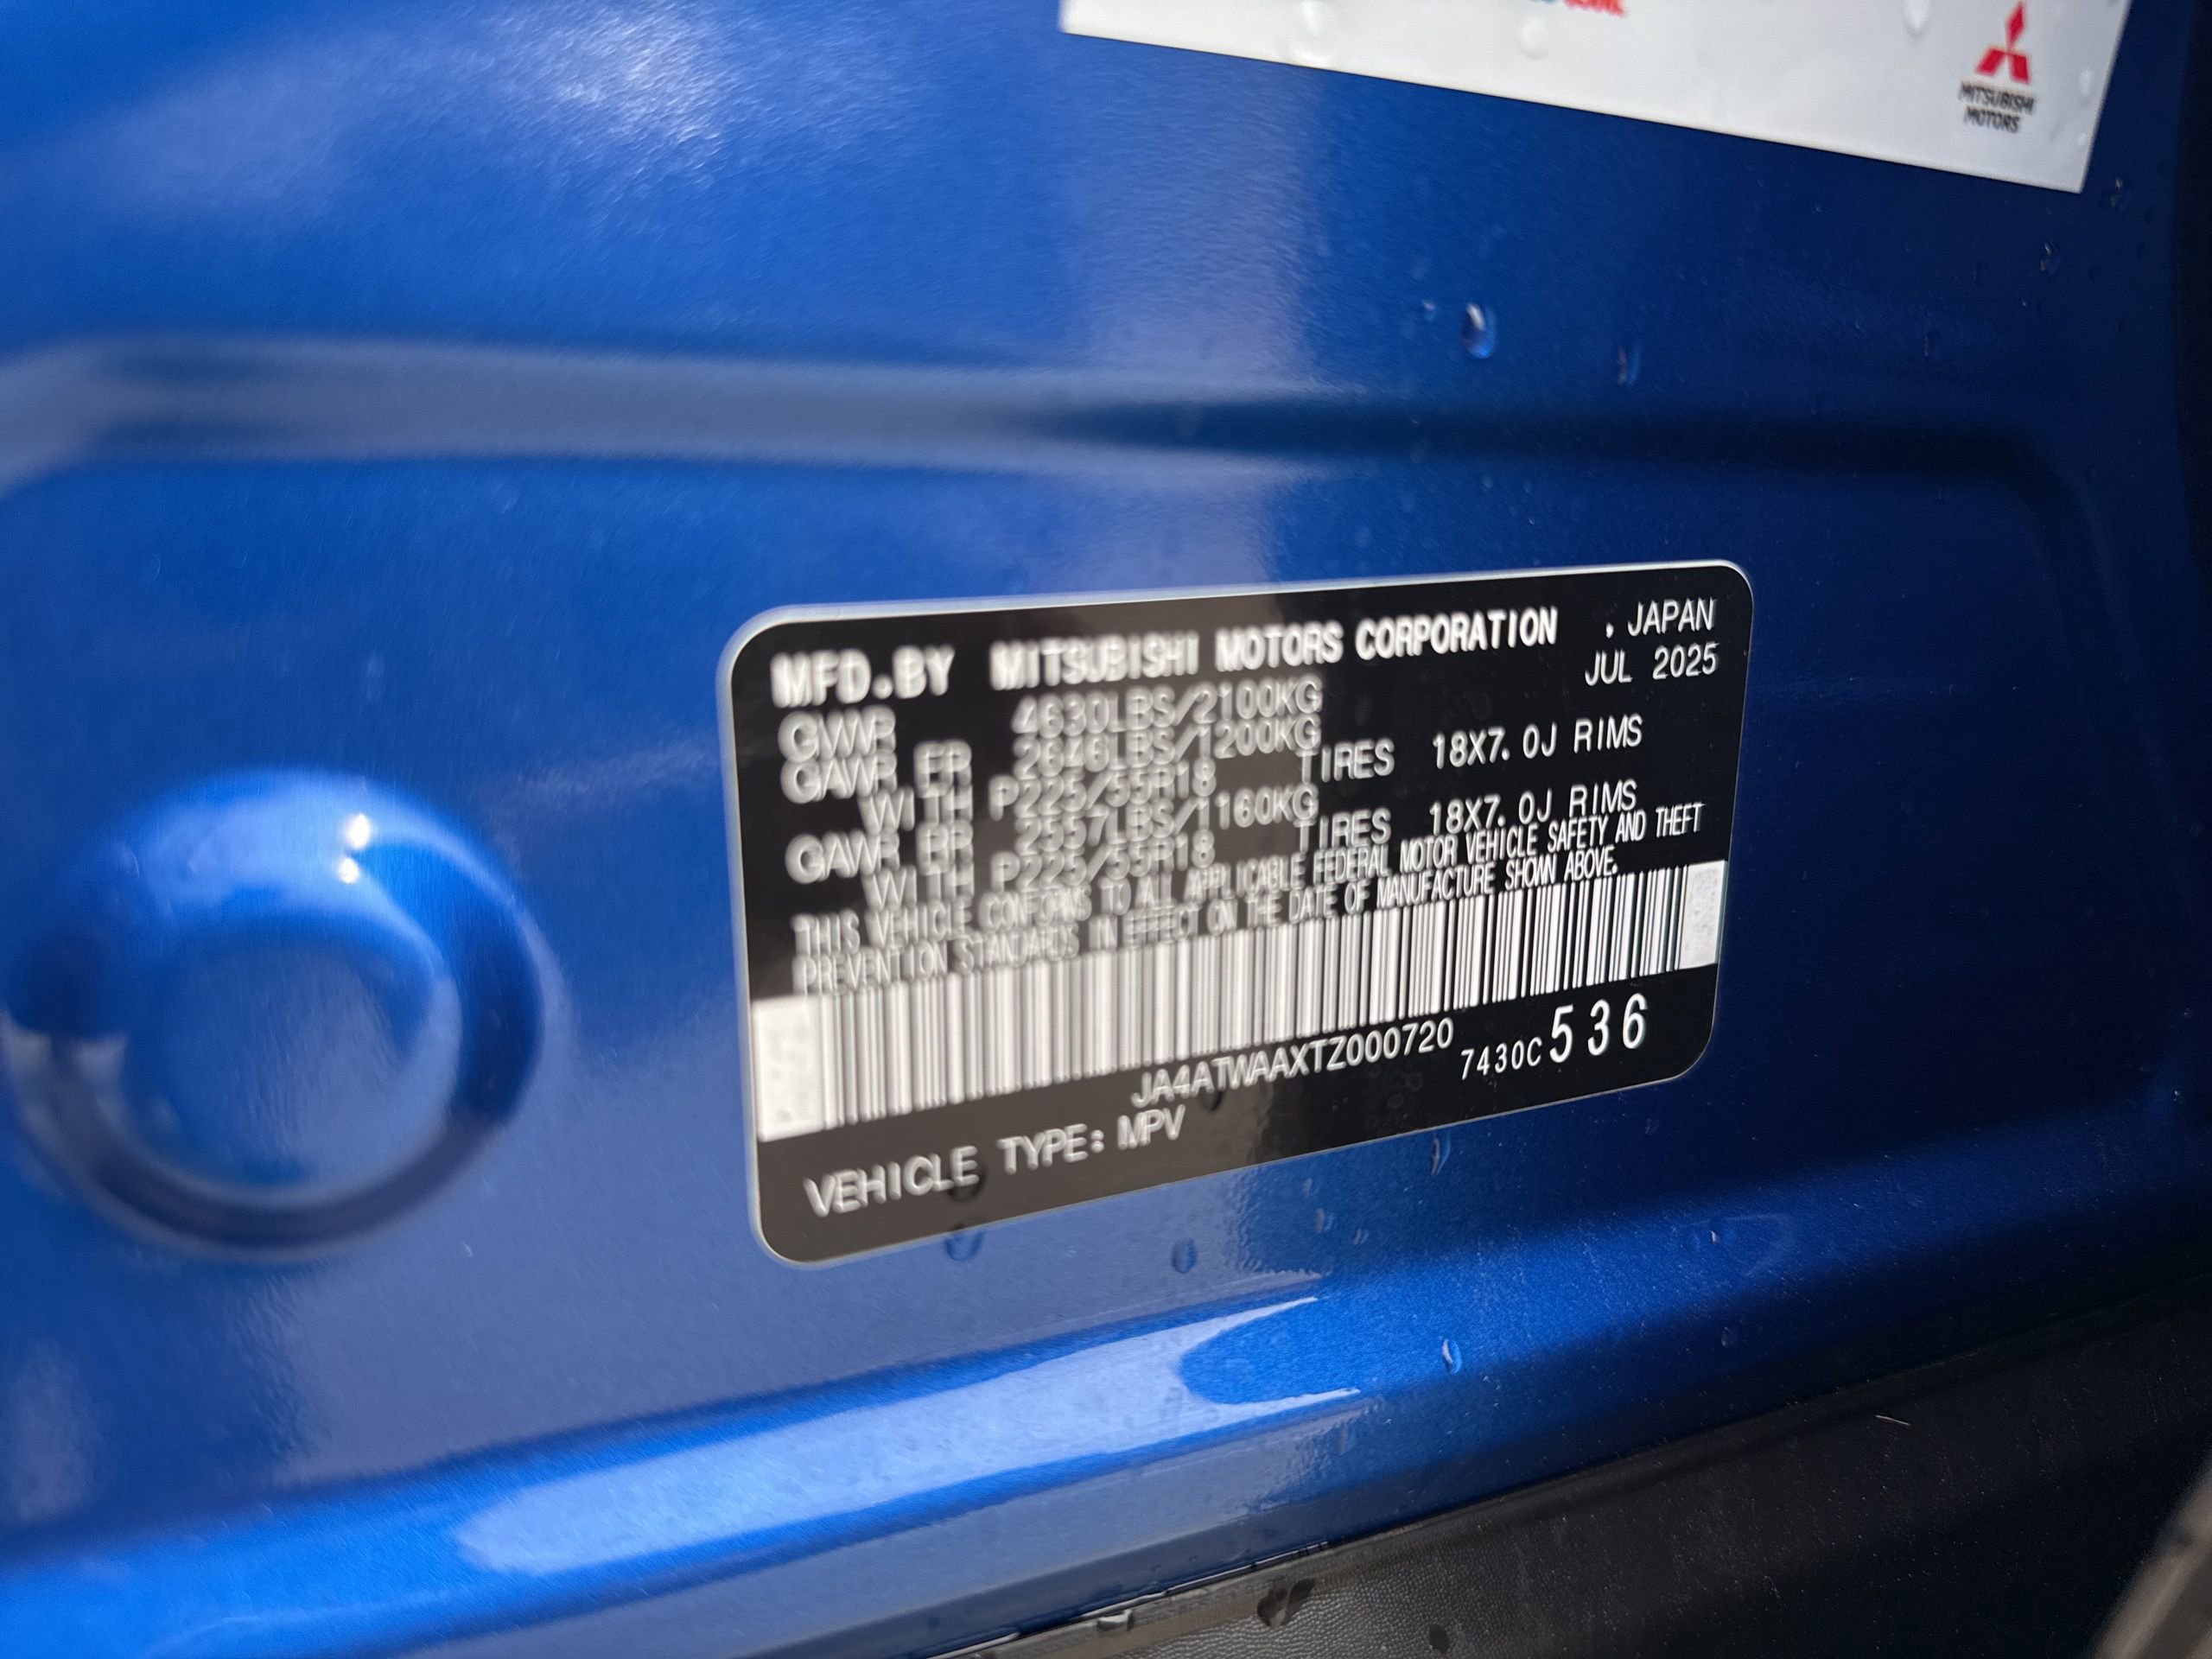 MITSUBISHI
MOTORS
MFD.BY MITSUBISHI MOTORS CORPORATION . JAPAN
JUL 2025
GVWR 4630LBS/2100KG
GAWR FR 2646LBS/1200KG
WITH P225/55R18 TIRES 18X7.0J RIMS
GAWR RR 2557LBS/1160KG
WITH P225/55R18 TIRES 18X7.0J RIMS
THIS VEHICLE CONFORMS TO ALL APPLICABLE FEDERAL MOTOR VEHICLE SAFETY AND THEFT
PREVENTION STANDARDS IN EFFECT ON THE DATE OF MANUFACTURE SHOWN ABOVE.
JA4ATWAAXTZ000720 7430C 536
VEHICLE TYPE: MPV